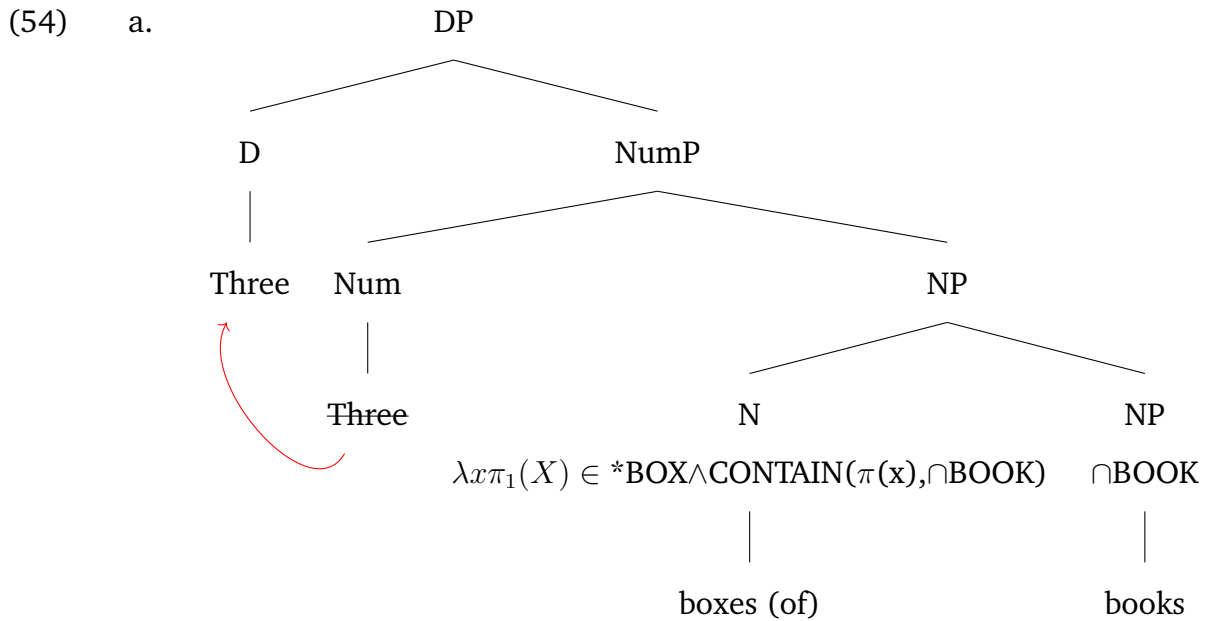 (54) a. DP
D NumP
Three Num NP
Three N NP
λxπ₁(X) ∈ *BOX∧CONTAIN(π(x),∩BOOK) ∩BOOK
boxes (of) books